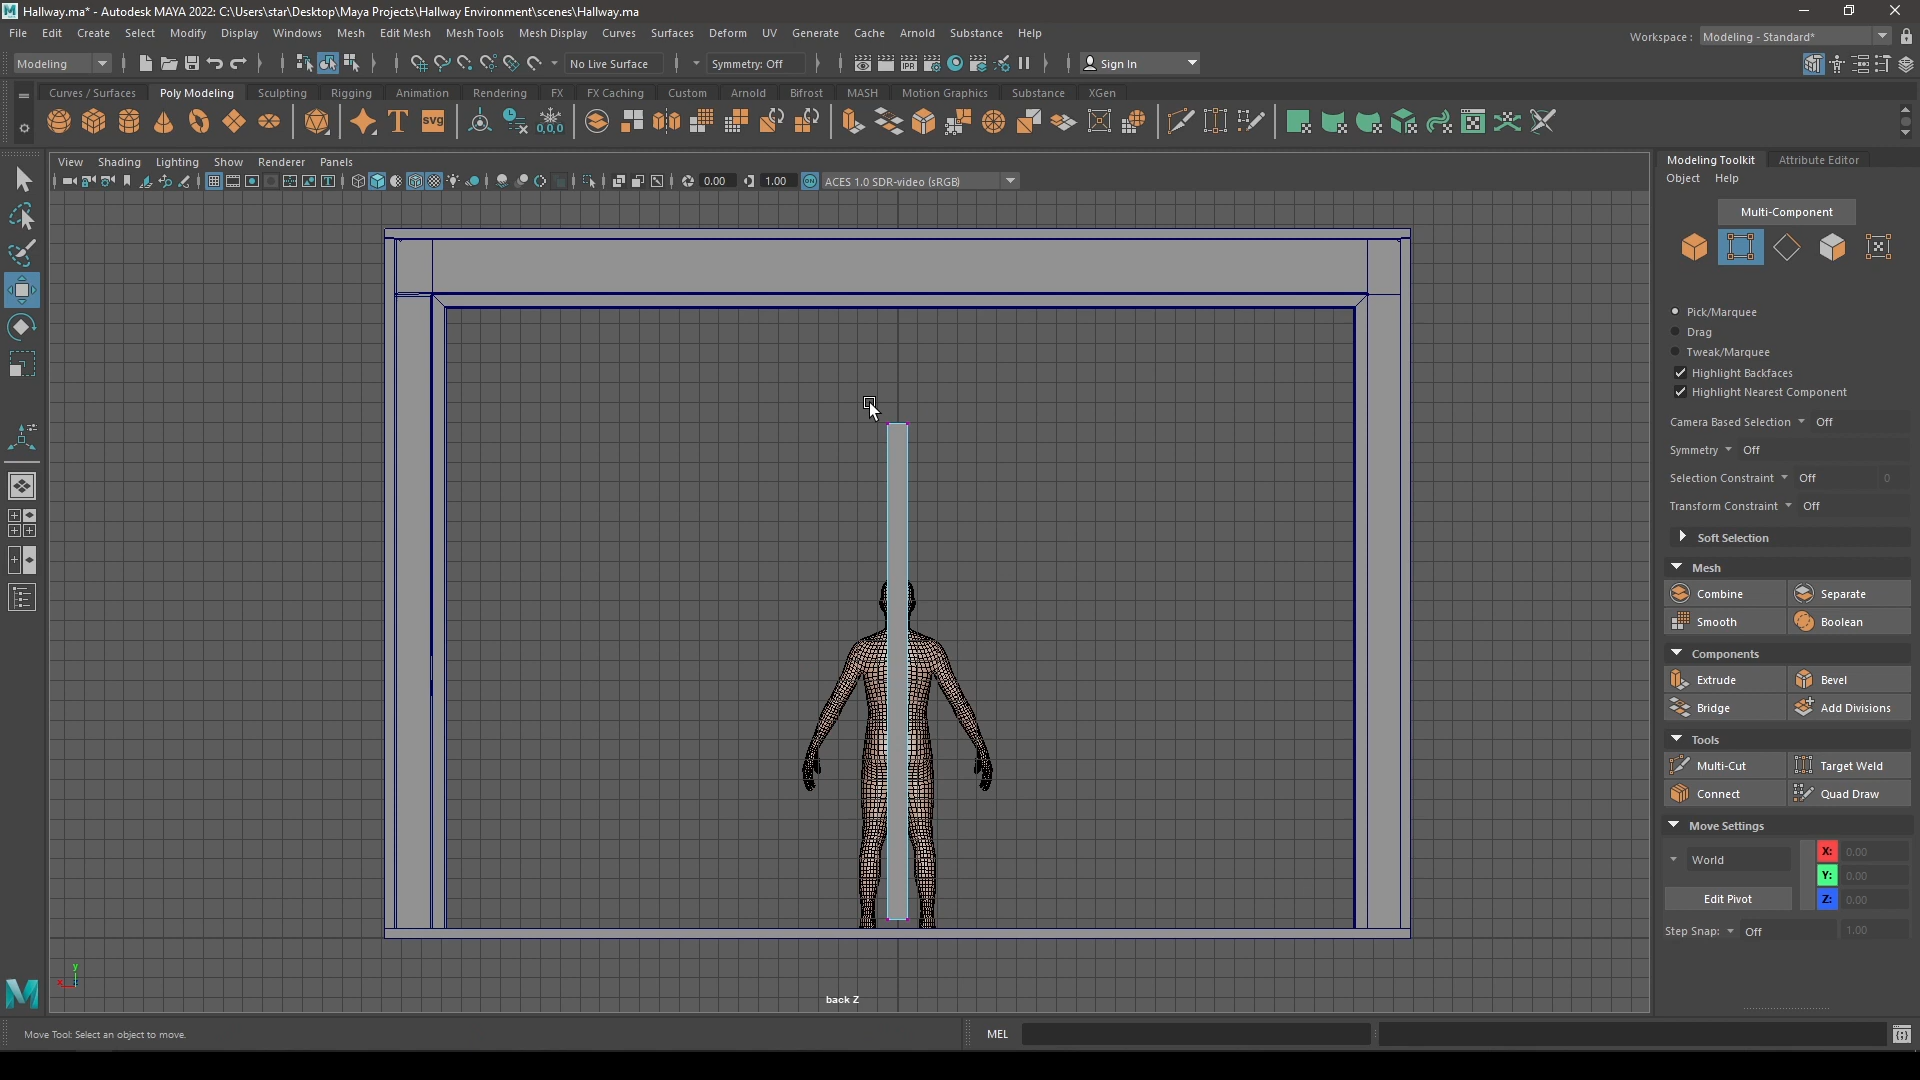 Hallway.ma* - Autodesk MAYA 2022: C:\Users\star\Desktop\Maya Projects\Hallway Environment\scenes\Hallway.ma
File Edit Create Select Modify Display Windows Mesh Edit Mesh Mesh Tools Mesh Display Curves Surfaces Deform UV Generate Cache Arnold Substance Help
Workspace : Modeling - Standard*
Modeling No Live Surface Symmetry: Off IPR Sign In
Curves / Surfaces Poly Modeling Sculpting Rigging Animation Rendering FX FX Caching Custom Arnold Bifrost MASH Motion Graphics Substance XGen
T svg 0,0,0
View Shading Lighting Show Renderer Panels
0.00 1.00 ON ACES 1.0 SDR-video (sRGB)
Modeling Toolkit Attribute Editor
Object Help
Multi-Component
Pick/Marquee
Drag
Tweak/Marquee
Highlight Backfaces
Highlight Nearest Component
Camera Based Selection Off
Symmetry Off
Selection Constraint Off 0
Transform Constraint Off
Soft Selection
Mesh
Combine Separate
Smooth Boolean
Components
Extrude Bevel
Bridge Add Divisions
Tools
Multi-Cut Target Weld
Connect Quad Draw
Move Settings
World X: 0.00
Y: 0.00
Edit Pivot Z: 0.00
Step Snap: Off 1.00
y
x
back Z
M
Move Tool: Select an object to move.
MEL